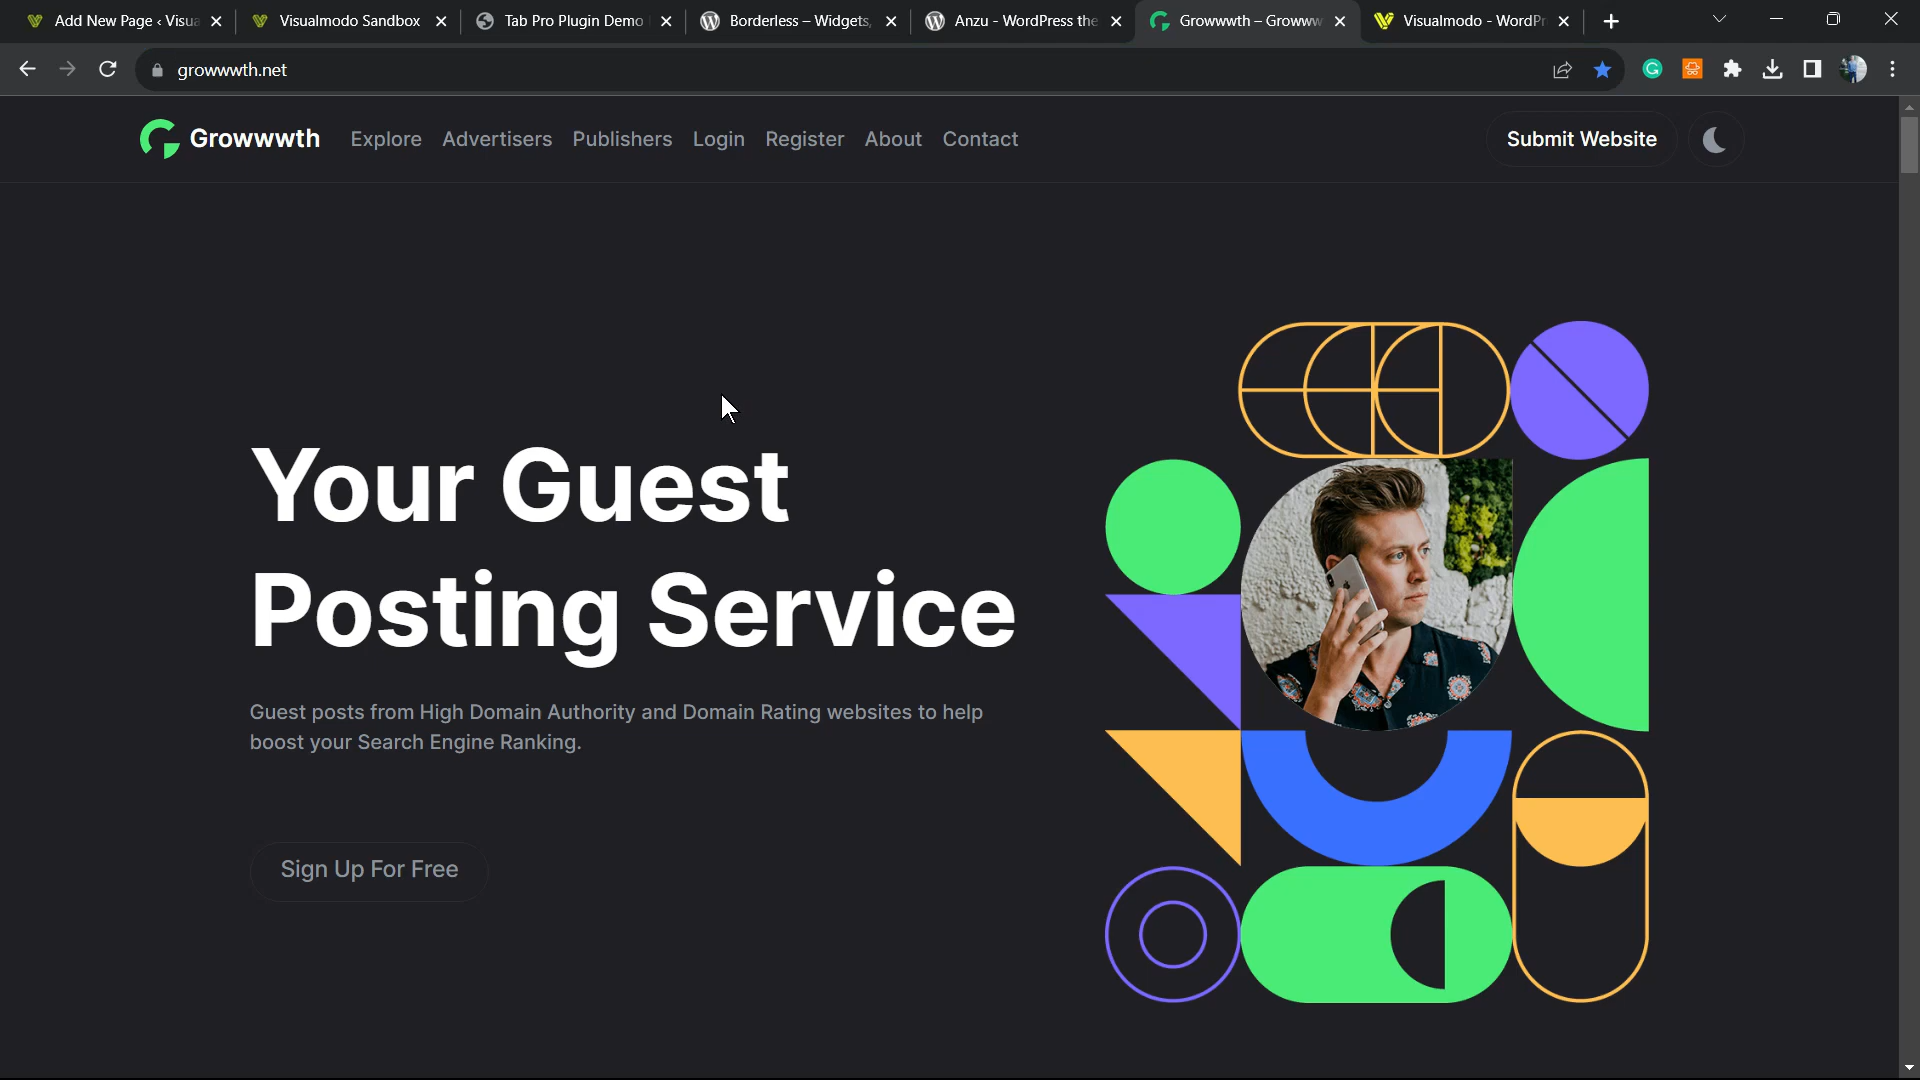 Add New Page ‹ Visua
Visualmodo Sandbox
Tab Pro Plugin Demo
Borderless – Widgets,
Anzu - WordPress the
Growwwth – Growww
Visualmodo - WordPr
growwwth.net
Growwwth
Explore
Advertisers
Publishers
Login
Register
About
Contact
Submit Website
Your Guest
Posting Service
Guest posts from High Domain Authority and Domain Rating websites to help
boost your Search Engine Ranking.
Sign Up For Free